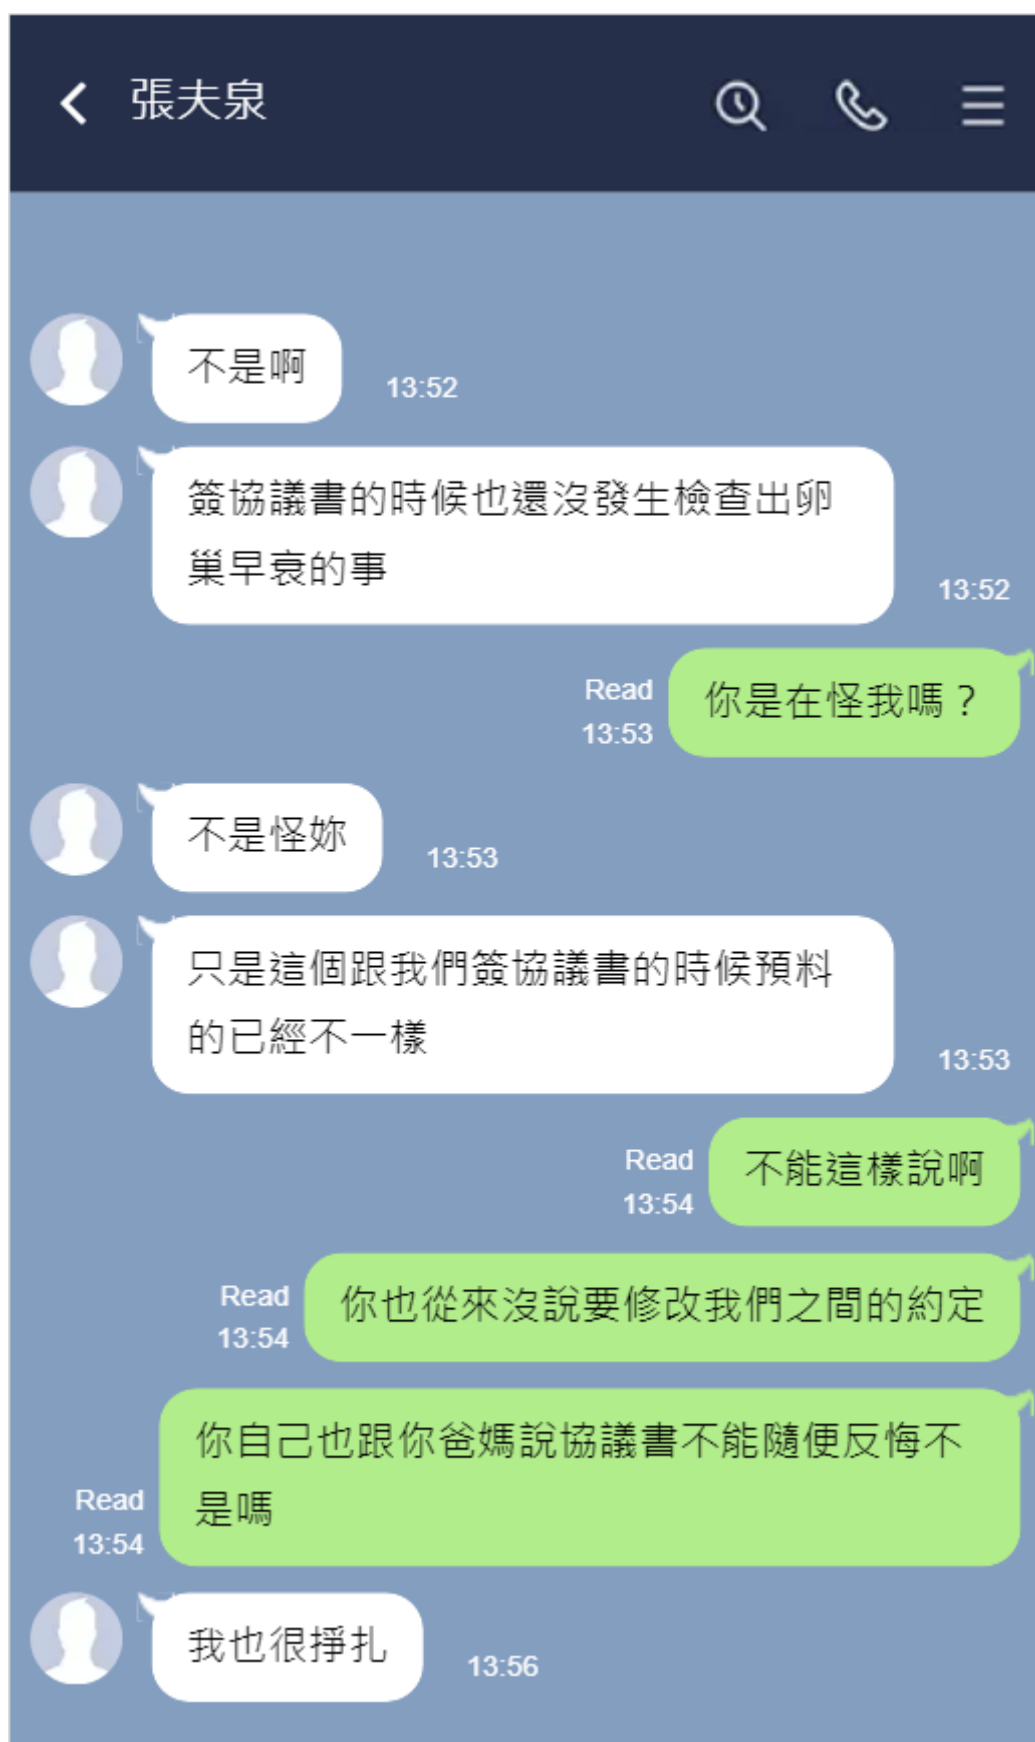 張夫泉
不是啊
13:52
簽協議書的時候也還沒發生檢查出卵
巢早衰的事
13:52
Read
13:53
你是在怪我嗎？
不是怪妳
13:53
只是這個跟我們簽協議書的時候預料
的已經不一樣
13:53
Read
13:54
不能這樣說啊
Read
13:54
你也從來沒說要修改我們之間的約定
你自己也跟你爸媽說協議書不能隨便反悔不
是嗎
Read
13:54
我也很掙扎
13:56